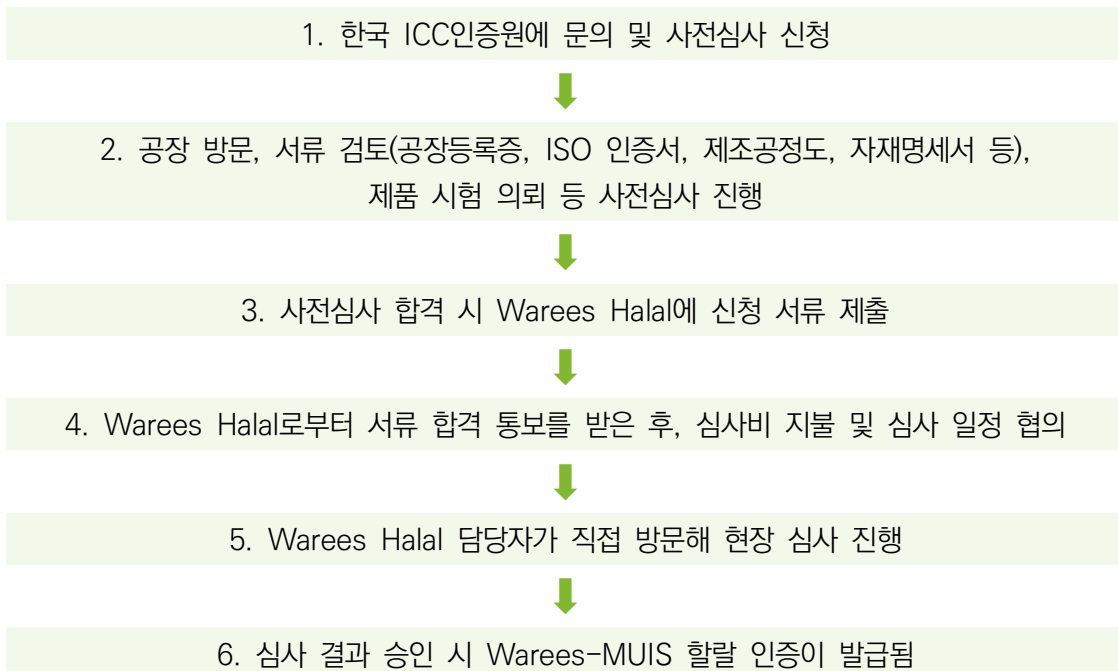 1. 한국 ICC인증원에 문의 및 사전심사 신청
2. 공장 방문, 서류 검토(공장등록증, ISO 인증서, 제조공정도, 자재명세서 등),
제품 시험 의뢰 등 사전심사 진행
3. 사전심사 합격 시 Warees Halal에 신청 서류 제출
4. Warees Halal로부터 서류 합격 통보를 받은 후, 심사비 지불 및 심사 일정 협의
5. Warees Halal 담당자가 직접 방문해 현장 심사 진행
6. 심사 결과 승인 시 Warees-MUIS 할랄 인증이 발급됨